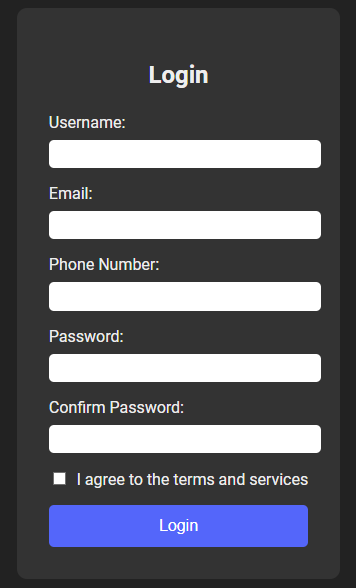 Login
Username:
Email:
Phone Number:
Password:
Confirm Password:
I agree to the terms and services
Login